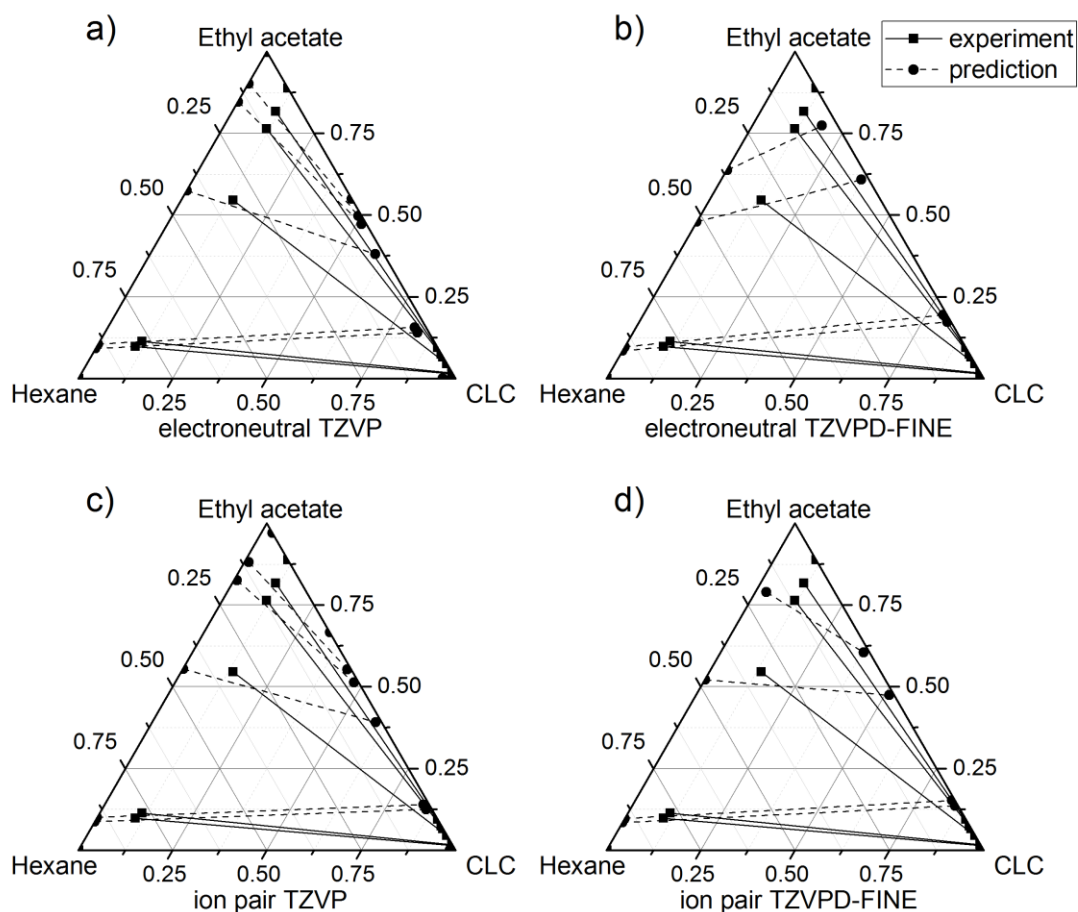 a)
Ethyl acetate
0.25
0.75
0.50
0.50
0.75
0.25
Hexane
CLC
0.25
0.50
0.75
electroneutral TZVP
b)
Ethyl acetate
experiment
prediction
0.25
0.75
0.50
0.50
0.75
0.25
Hexane
CLC
0.25
0.50
0.75
electroneutral TZVPD-FINE
c)
Ethyl acetate
0.25
0.75
0.50
0.50
0.75
0.25
Hexane
CLC
0.25
0.50
0.75
ion pair TZVP
d)
Ethyl acetate
0.25
0.75
0.50
0.50
0.75
0.25
Hexane
CLC
0.25
0.50
0.75
ion pair TZVPD-FINE